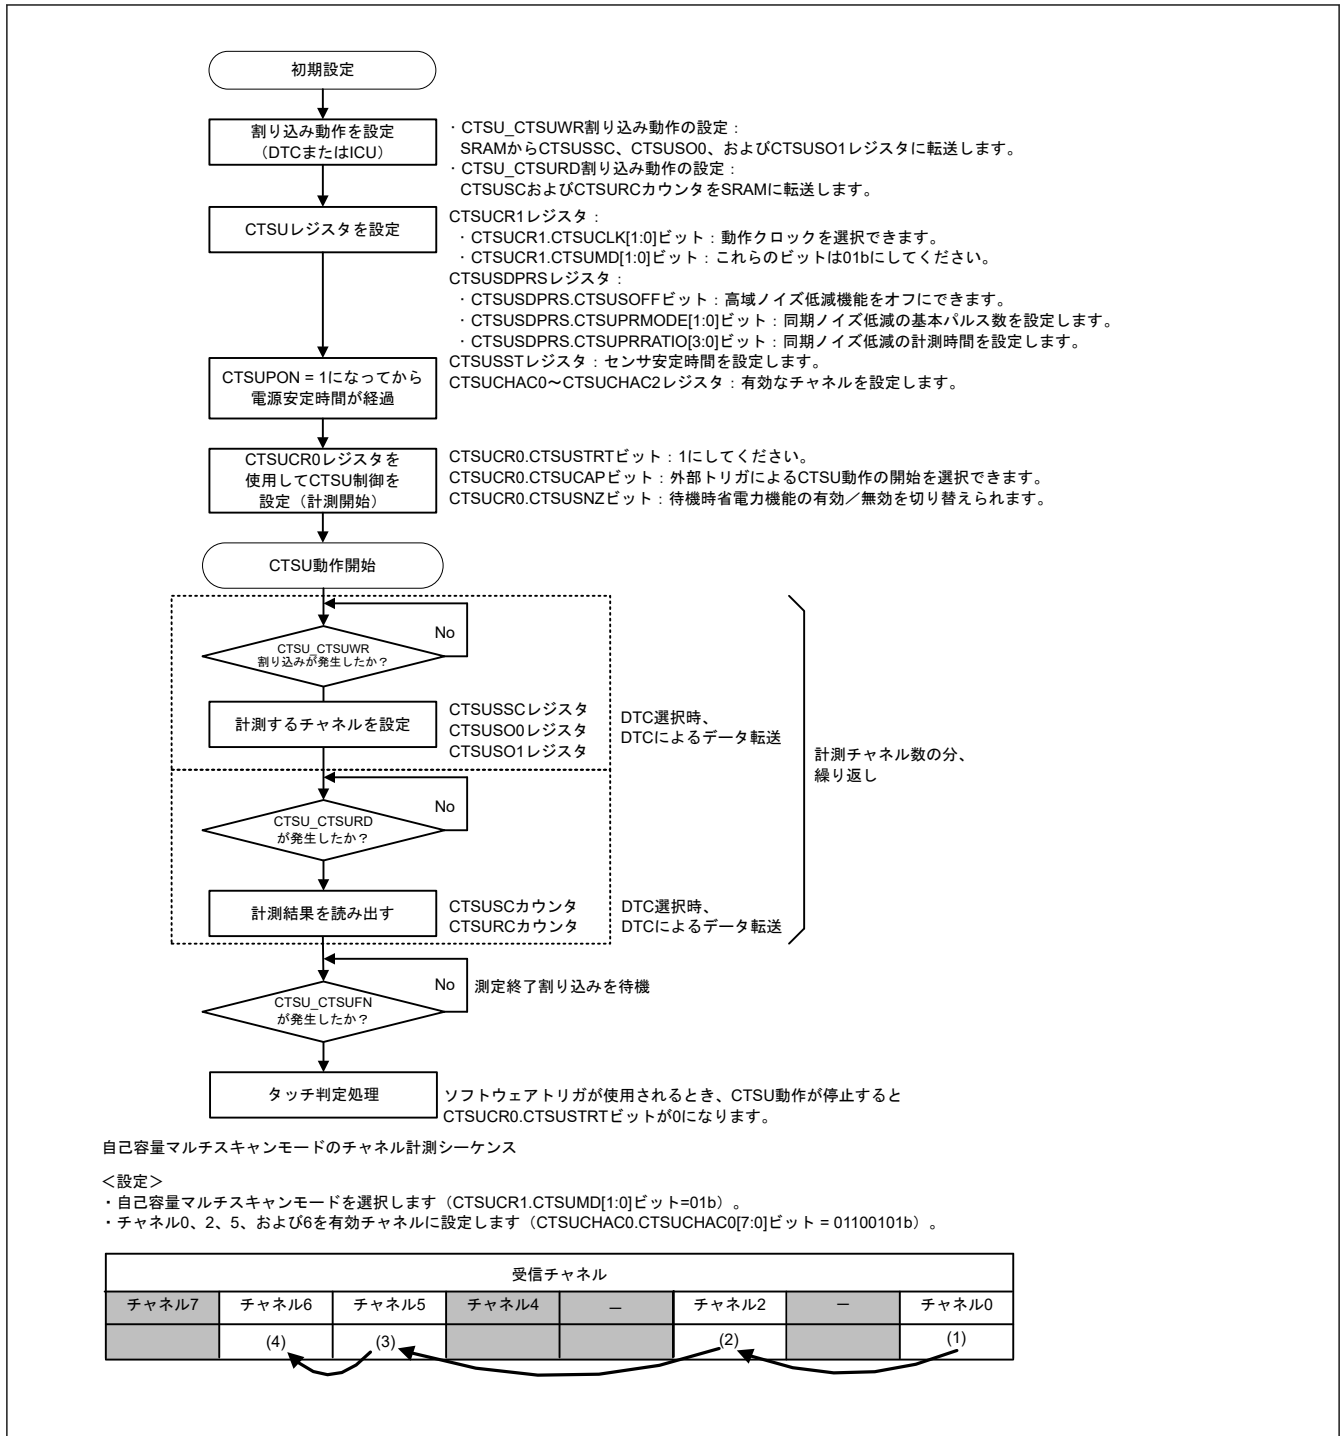 初期設定
割り込み動作を設定
（DTCまたはICU）
・CTSU_CTSUWR割り込み動作の設定：
SRAMからCTSUSSC、CTSUSO0、およびCTSUSO1レジスタに転送します。
・CTSU_CTSURD割り込み動作の設定：
CTSUSCおよびCTSURCカウンタをSRAMに転送します。
CTSUレジスタを設定
CTSUCR1レジスタ：
・CTSUCR1.CTSUCLK[1:0]ビット：動作クロックを選択できます。
・CTSUCR1.CTSUMD[1:0]ビット：これらのビットは01bにしてください。
CTSUSDPRSレジスタ：
・CTSUSDPRS.CTSUSOFFビット：高域ノイズ低減機能をオフにできます。
・CTSUSDPRS.CTSUPRMODE[1:0]ビット：同期ノイズ低減の基本パルス数を設定します。
・CTSUSDPRS.CTSUPRRATIO[3:0]ビット：同期ノイズ低減の計測時間を設定します。
CTSUSSTレジスタ：センサ安定時間を設定します。
CTSUCHAC0～CTSUCHAC2レジスタ：有効なチャネルを設定します。
CTSUPON = 1になってから
電源安定時間が経過
CTSUCR0レジスタを
使用してCTSU制御を
設定（計測開始）
CTSUCR0.CTSUSTRTビット：1にしてください。
CTSUCR0.CTSUCAPビット：外部トリガによるCTSU動作の開始を選択できます。
CTSUCR0.CTSUSNZビット：待機時省電力機能の有効／無効を切り替えられます。
CTSU動作開始
CTSU_CTSUWR
割り込みが発生したか？
No
計測するチャネルを設定
CTSUSSCレジスタ
CTSUSO0レジスタ
CTSUSO1レジスタ
DTC選択時、
DTCによるデータ転送
計測チャネル数の分、
繰り返し
CTSU_CTSURD
が発生したか？
No
計測結果を読み出す
CTSUSCカウンタ
CTSURCカウンタ
DTC選択時、
DTCによるデータ転送
CTSU_CTSUFN
が発生したか？
No
測定終了割り込みを待機
タッチ判定処理
ソフトウェアトリガが使用されるとき、CTSU動作が停止すると
CTSUCR0.CTSUSTRTビットが0になります。
自己容量マルチスキャンモードのチャネル計測シーケンス
＜設定＞
・自己容量マルチスキャンモードを選択します（CTSUCR1.CTSUMD[1:0]ビット=01b）。
・チャネル0、2、5、および6を有効チャネルに設定します（CTSUCHAC0.CTSUCHAC0[7:0]ビット = 01100101b）。
受信チャネル
チャネル7 チャネル6 チャネル5 チャネル4 － チャネル2 － チャネル0
(4) (3) (2) (1)